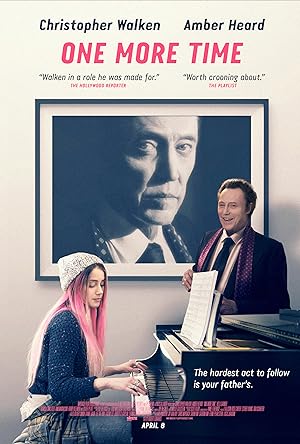 Christopher Walken Amber Heard
ONE MORE TIME
“Walken in a role he was made for.” “Worth crooning about.”
THE HOLLYWOOD REPORTER THE PLAYLIST
The hardest act to follow
is your father's.
APRIL 8